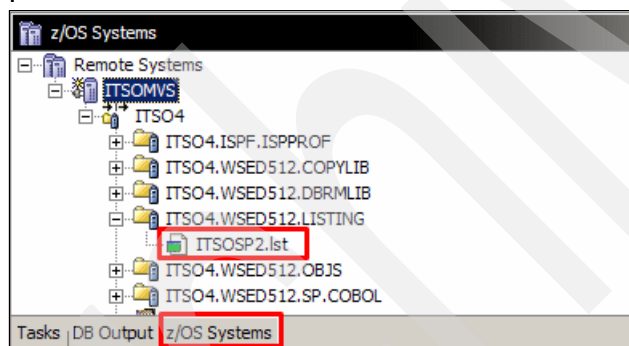 z/OS Systems
Remote Systems
ITSOMVS
ITSO4
ITSO4.ISPF.ISPPROF
ITSO4.WSED512.COPYLIB
ITSO4.WSED512.DBRMLIB
ITSO4.WSED512.LISTING
ITSOSP2.lst
ITSO4.WSED512.OBJS
ITSO4.WSED512.SP.COBOL
Tasks DB Output z/OS Systems